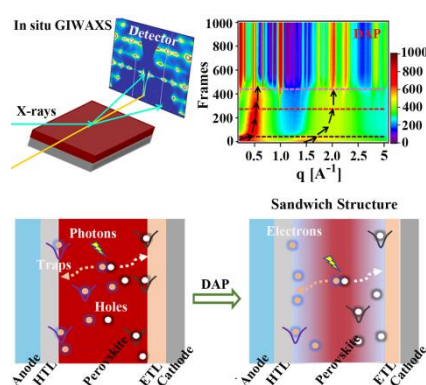 In situ GIWAXS
Detector
X-rays
DAP
Frames
1000
800
600
400
200
0
0.5
1.0
1.5
2.0
2.5
5
q [A⁻¹]
1000
800
600
400
200
0
Photons
Traps
Holes
Anode
HTL
Perovskite
ETL
Cathode
DAP
Sandwich Structure
Electrons
Anode
HTL
Perovskite
ETL
Cathode